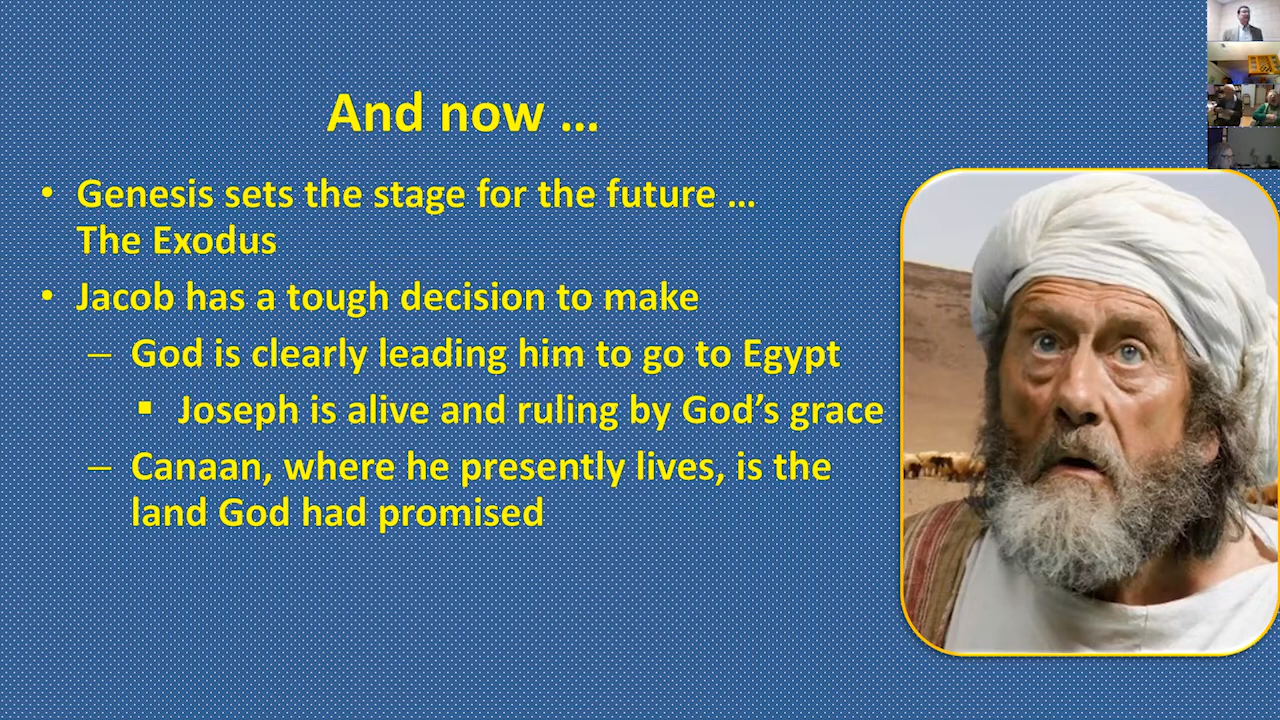 And now ...
• Genesis sets the stage for the future ...
The Exodus
• Jacob has a tough decision to make
– God is clearly leading him to go to Egypt
▪ Joseph is alive and ruling by God’s grace
– Canaan, where he presently lives, is the
land God had promised